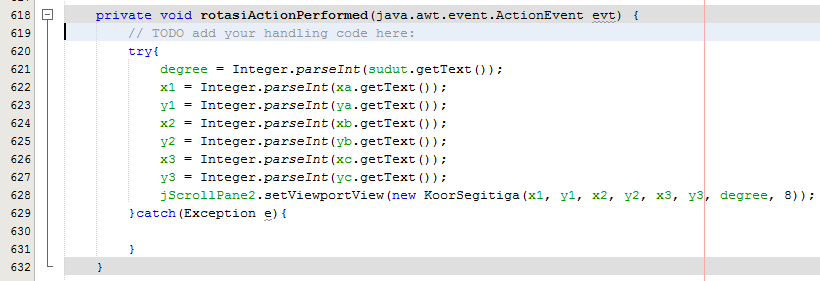 618 private void rotasiActionPerformed(java.awt.event.ActionEvent evt) {
619 // TODO add your handling code here:
620 try{
621 degree = Integer.parseInt(sudut.getText());
622 x1 = Integer.parseInt(xa.getText());
623 y1 = Integer.parseInt(ya.getText());
624 x2 = Integer.parseInt(xb.getText());
625 y2 = Integer.parseInt(yb.getText());
626 x3 = Integer.parseInt(xc.getText());
627 y3 = Integer.parseInt(yc.getText());
628 jScrollPane2.setViewportView(new KoorSegitiga(x1, y1, x2, y2, x3, y3, degree, 8));
629 }catch(Exception e){
630
631 }
632 }